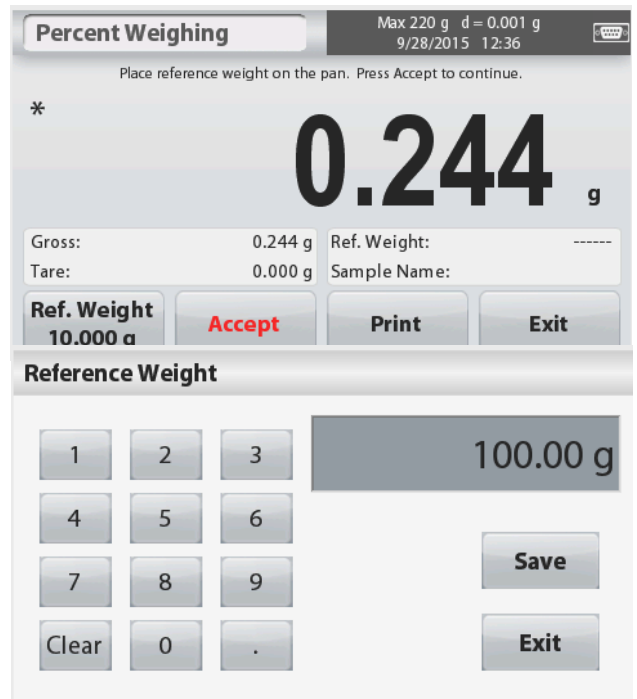 Percent Weighing
Max 220 g d = 0.001 g
9/28/2015 12:36
Place reference weight on the pan. Press Accept to continue.
*
0.244 g
Gross: 0.244 g Ref. Weight: ------
Tare: 0.000 g Sample Name:
Ref. Weight
10.000 g
Accept
Print
Exit
Reference Weight
100.00 g
1 2 3
4 5 6
Save
7 8 9
Clear 0 .
Exit